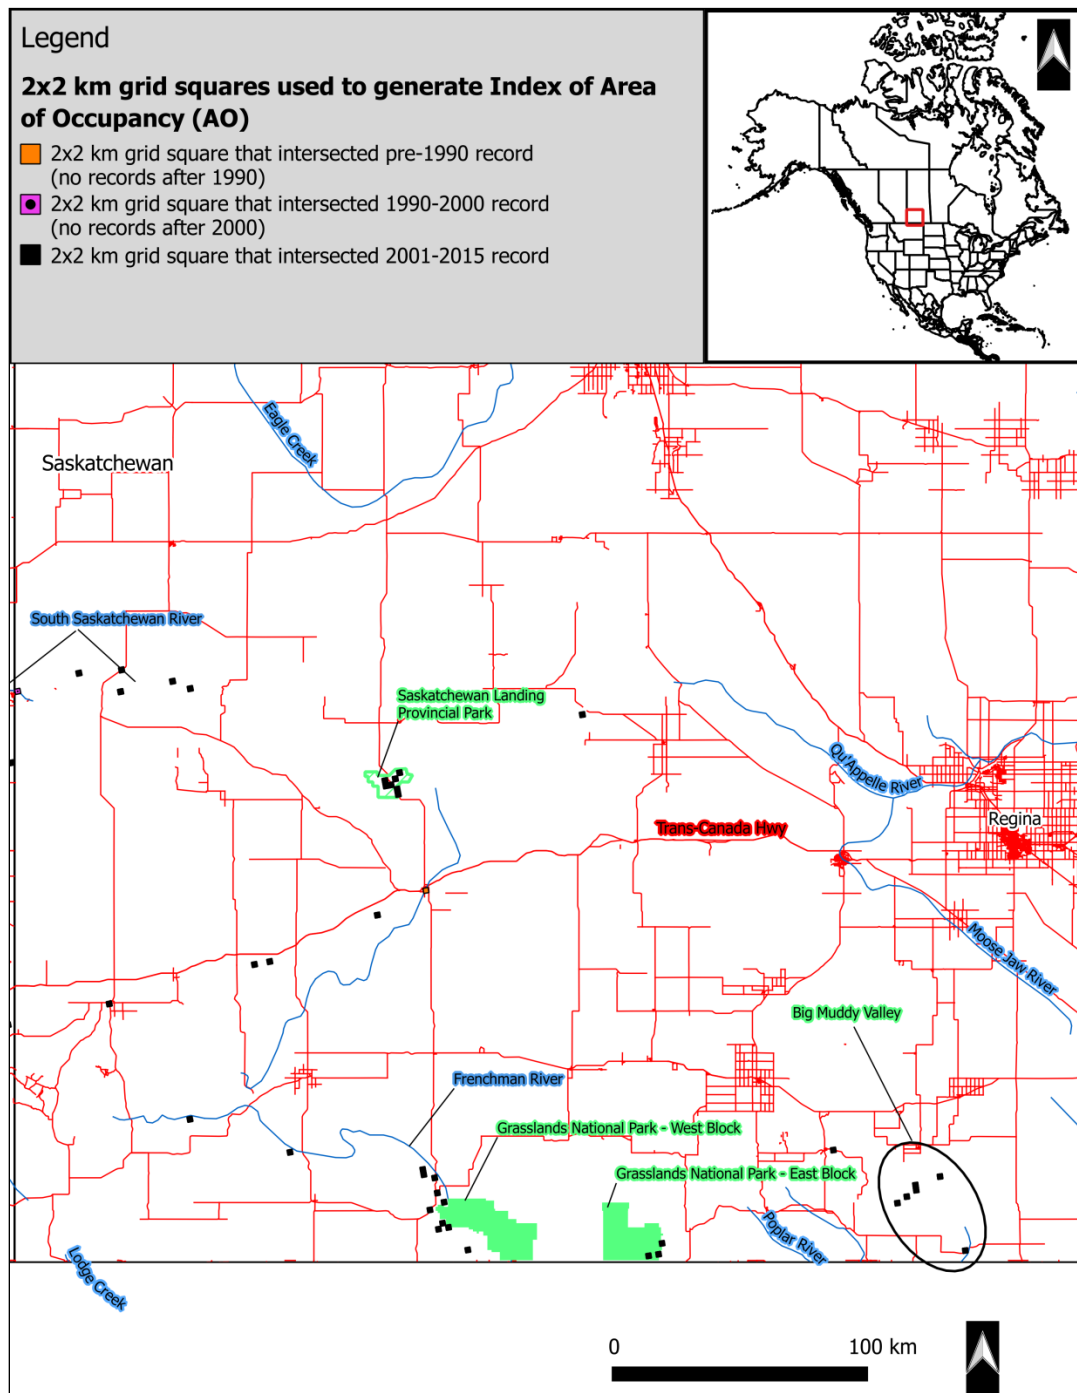 Legend
2x2 km grid squares used to generate Index of Area
of Occupancy (AO)
2x2 km grid square that intersected pre-1990 record
(no records after 1990)
2x2 km grid square that intersected 1990-2000 record
(no records after 2000)
2x2 km grid square that intersected 2001-2015 record
Eagle Creek
Saskatchewan
South Saskatchewan River
Saskatchewan Landing
Provincial Park
Qu'Appelle River
Trans-Canada Hwy
Regina
Moose Jaw River
Big Muddy Valley
Frenchman River
Grasslands National Park - West Block
Grasslands National Park - East Block
Poplar River
Lodge Creek
0
100 km